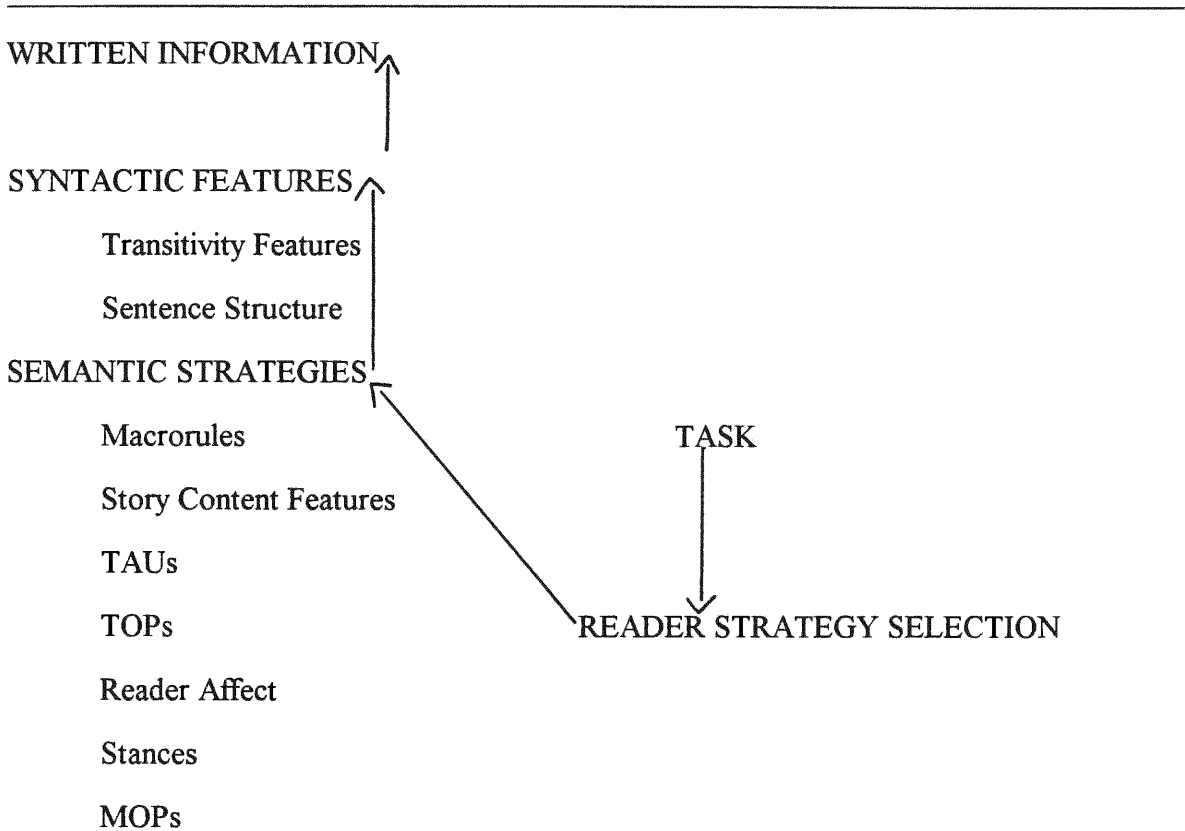 WRITTEN INFORMATION
SYNTACTIC FEATURES
Transitivity Features
Sentence Structure
SEMANTIC STRATEGIES
Macrorules
TASK
Story Content Features
TAUs
TOPs
READER STRATEGY SELECTION
Reader Affect
Stances
MOPs